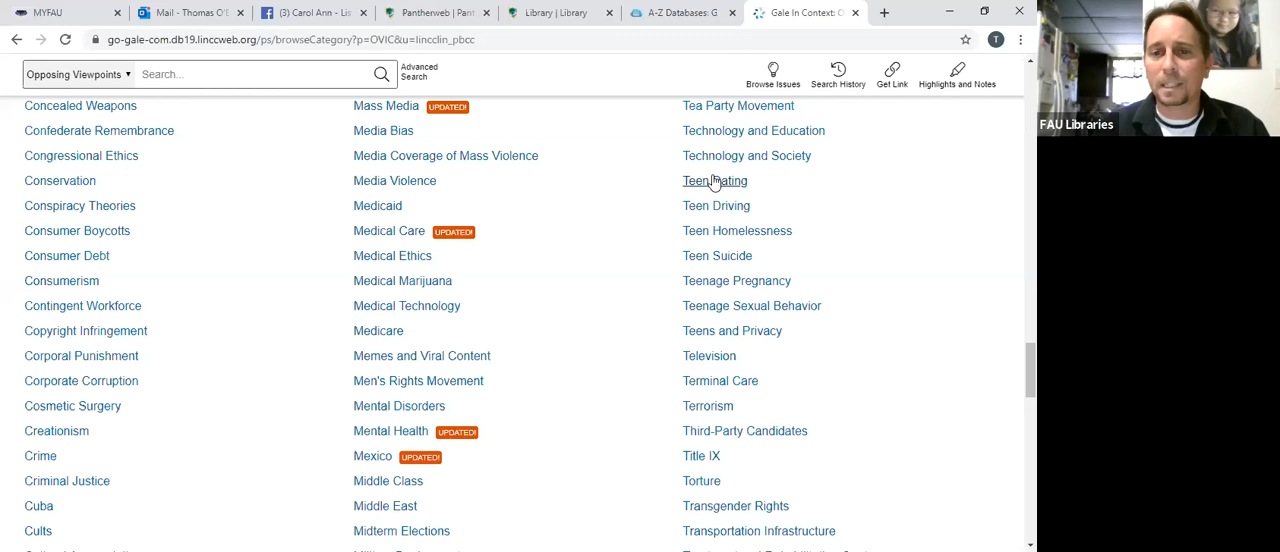 MYFAU
Mail - Thomas O'B
(3) Carol Ann - Lis
Pantherweb | Pant
Library | Library
A-Z Databases: G
Gale In Context: O
go-gale-com.db19.linccweb.org/ps/browseCategory?p=OVIC&u=lincclin_pbcc
T
Opposing Viewpoints
Search...
Advanced
Search
Browse Issues
Search History
Get Link
Highlights and Notes
FAU Libraries
Concealed Weapons
Confederate Remembrance
Congressional Ethics
Conservation
Conspiracy Theories
Consumer Boycotts
Consumer Debt
Consumerism
Contingent Workforce
Copyright Infringement
Corporal Punishment
Corporate Corruption
Cosmetic Surgery
Creationism
Crime
Criminal Justice
Cuba
Cults
Mass Media UPDATED!
Media Bias
Media Coverage of Mass Violence
Media Violence
Medicaid
Medical Care UPDATED!
Medical Ethics
Medical Marijuana
Medical Technology
Medicare
Memes and Viral Content
Men's Rights Movement
Mental Disorders
Mental Health UPDATED!
Mexico UPDATED!
Middle Class
Middle East
Midterm Elections
Tea Party Movement
Technology and Education
Technology and Society
Teen Dating
Teen Driving
Teen Homelessness
Teen Suicide
Teenage Pregnancy
Teenage Sexual Behavior
Teens and Privacy
Television
Terminal Care
Terrorism
Third-Party Candidates
Title IX
Torture
Transgender Rights
Transportation Infrastructure